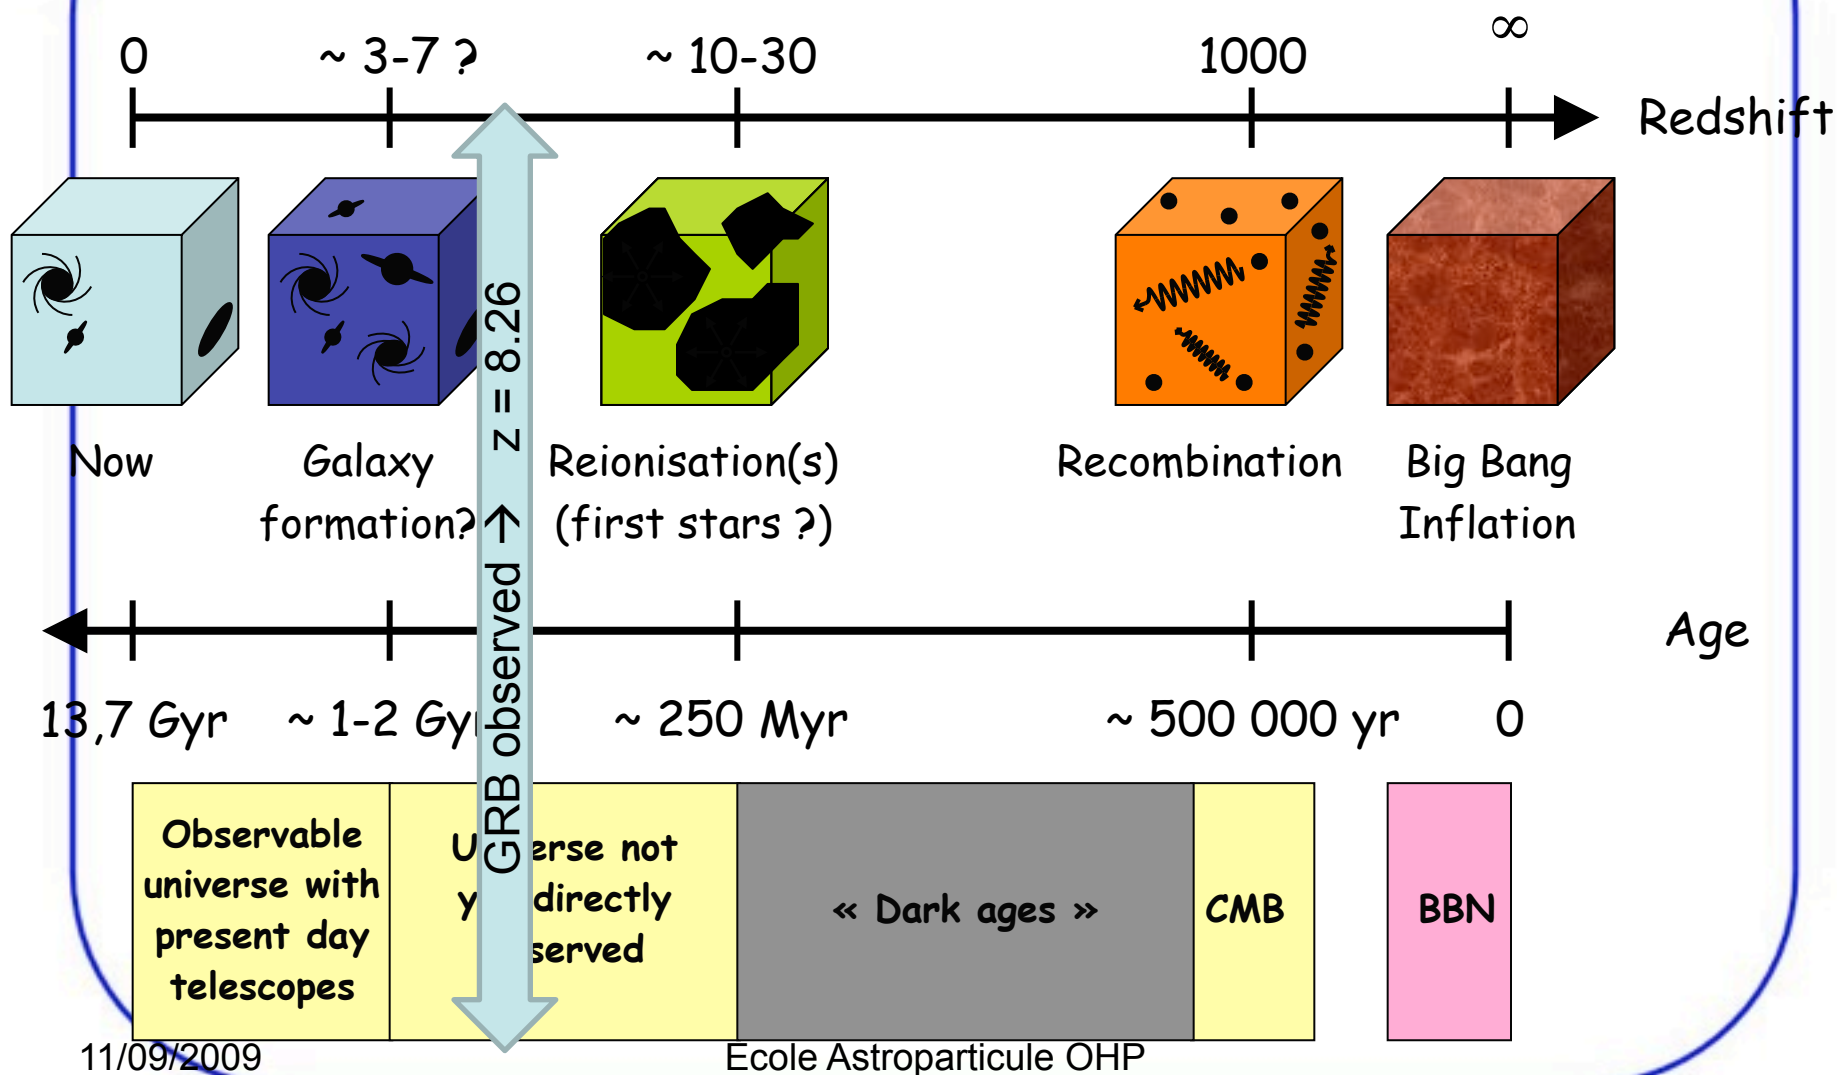 0 ~ 3-7 ? ~ 10-30 1000 ∞
Redshift
Now Galaxy Reionisation(s) Recombination Big Bang
formation? (first stars ?) Inflation
GRB observed → z = 8.26
Age
13,7 Gyr ~ 1-2 Gyr ~ 250 Myr ~ 500 000 yr 0
Observable
universe with
present day
telescopes
erse not
directly
served
« Dark ages »
CMB
BBN
11/09/2009 Ecole Astroparticule OHP